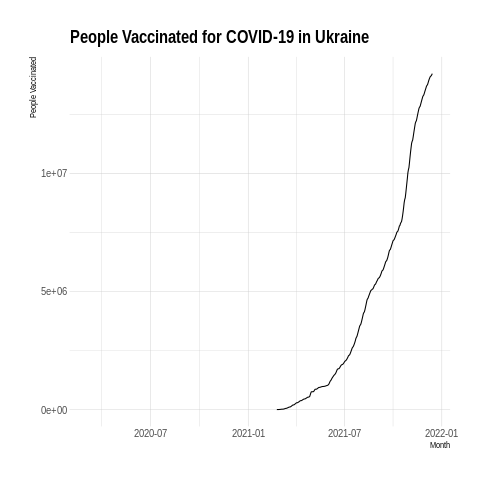 People Vaccinated for COVID-19 in Ukraine
People Vaccinated
1e+07
5e+06
0e+00
2020-07 2021-01 2021-07 2022-01
Month